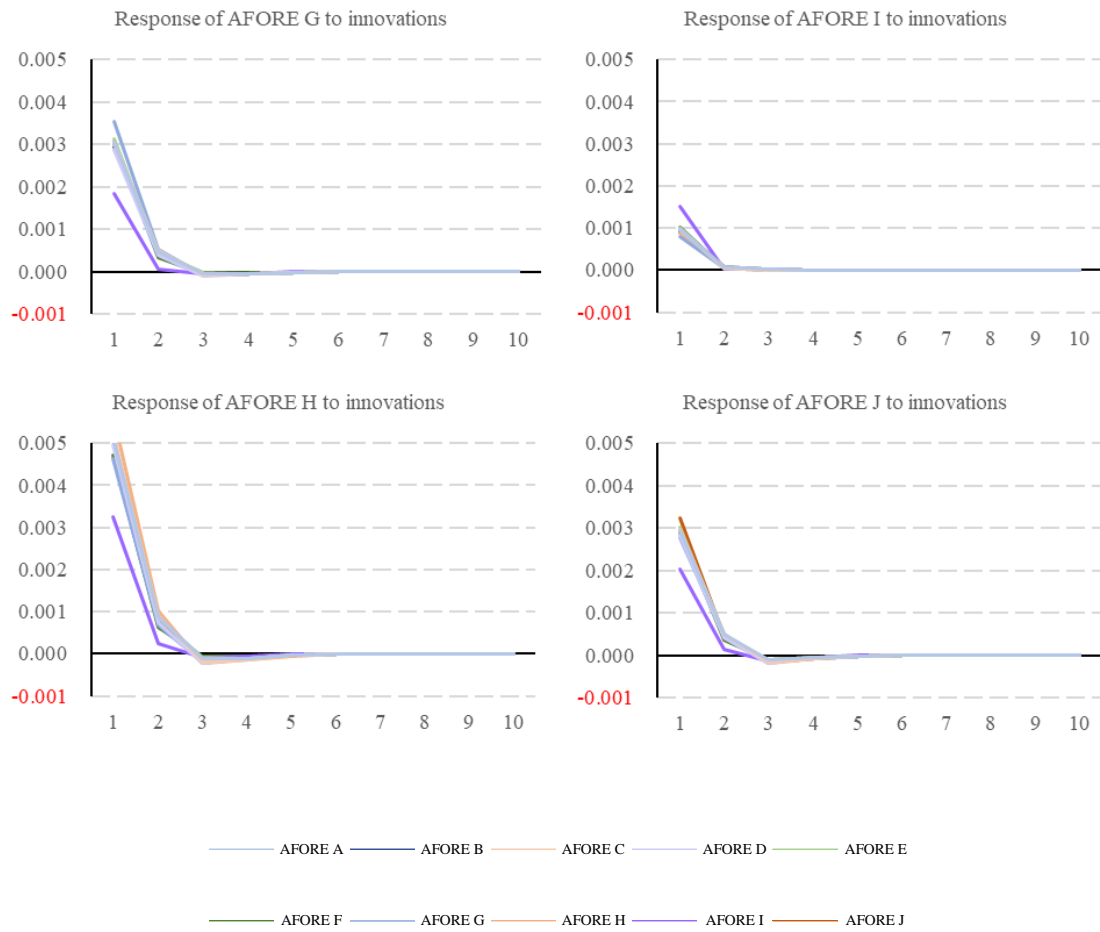 Response of AFORE G to innovations
0.005
0.004
0.003
0.002
0.001
0.000
-0.001
1 2 3 4 5 6 7 8 9 10
Response of AFORE I to innovations
0.005
0.004
0.003
0.002
0.001
0.000
-0.001
1 2 3 4 5 6 7 8 9 10
Response of AFORE H to innovations
0.005
0.004
0.003
0.002
0.001
0.000
-0.001
1 2 3 4 5 6 7 8 9 10
Response of AFORE J to innovations
0.005
0.004
0.003
0.002
0.001
0.000
-0.001
1 2 3 4 5 6 7 8 9 10
AFORE A AFORE B AFORE C AFORE D AFORE E
AFORE F AFORE G AFORE H AFORE I AFORE J